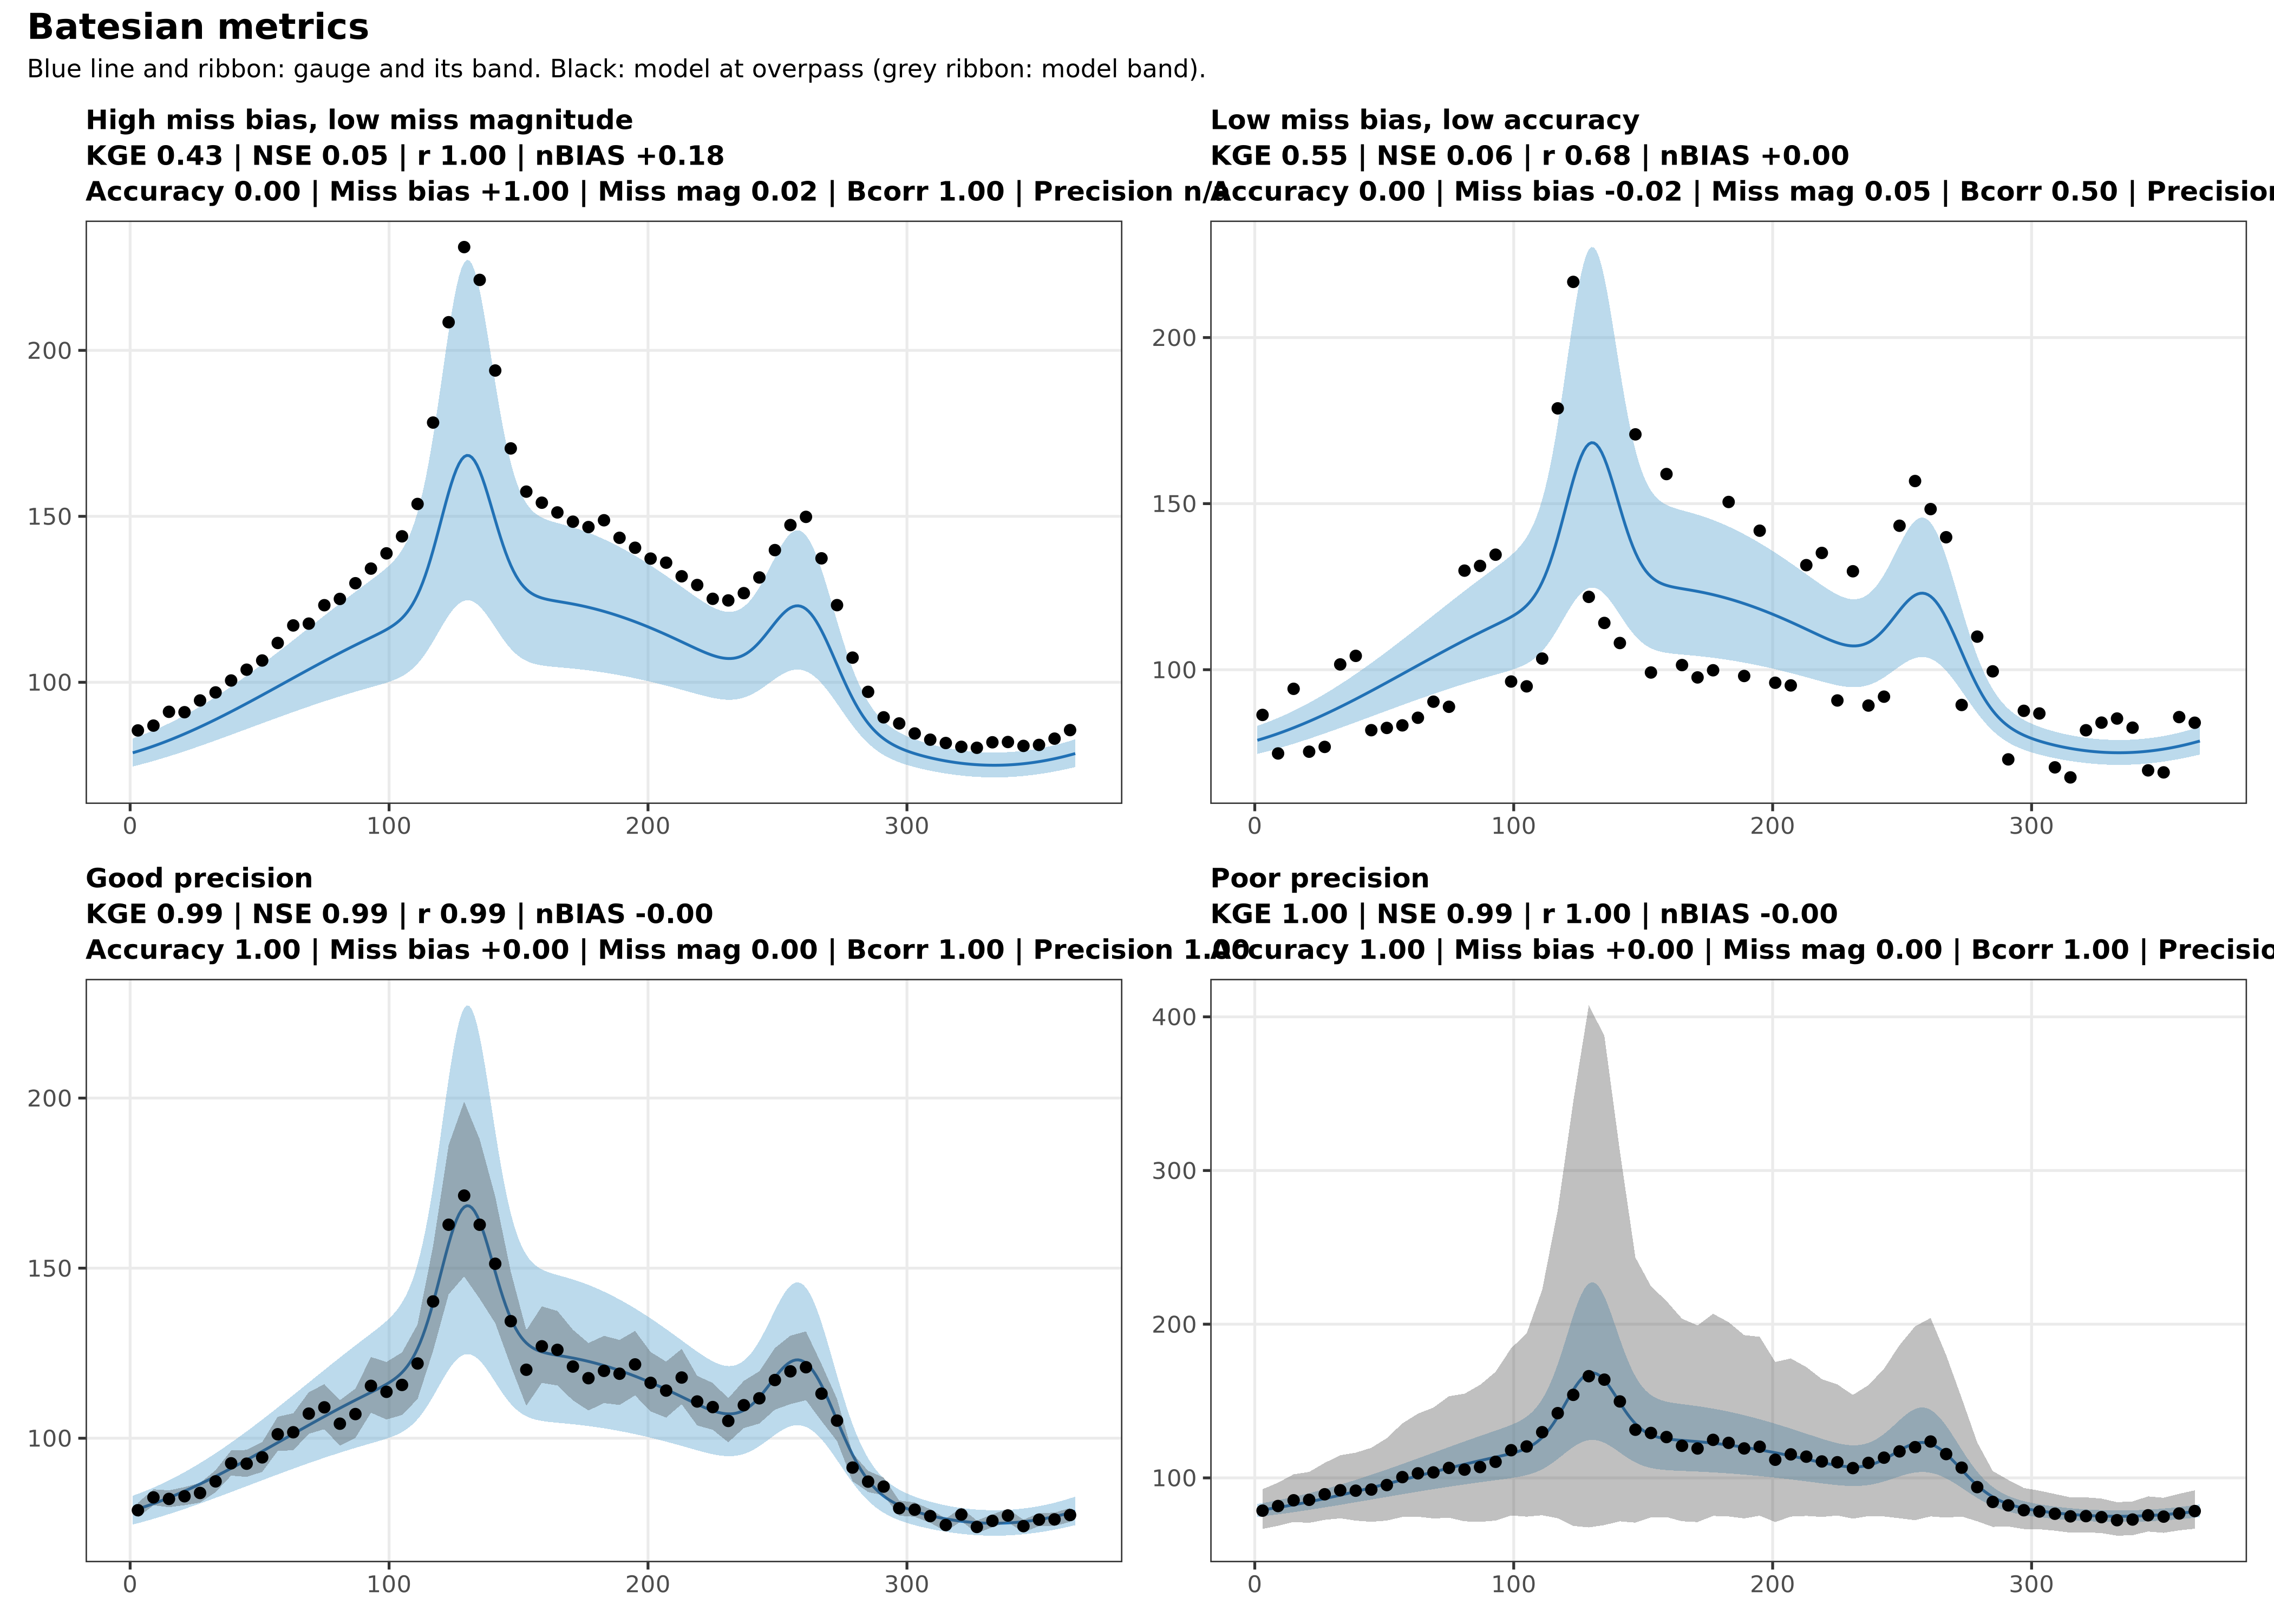 Batesian metrics
Blue line and ribbon: gauge and its band. Black: model at overpass (grey ribbon: model band).
High miss bias, low miss magnitude
KGE 0.43 | NSE 0.05 | r 1.00 | nBIAS +0.18
Accuracy 0.00 | Miss bias +1.00 | Miss mag 0.02 | Bcorr 1.00 | Precision n/a
200
150
100
0 100 200 300
Low miss bias, low accuracy
KGE 0.55 | NSE 0.06 | r 0.68 | nBIAS +0.00
Accuracy 0.00 | Miss bias -0.02 | Miss mag 0.05 | Bcorr 0.50 | Precision
200
150
100
0 100 200 300
Good precision
KGE 0.99 | NSE 0.99 | r 0.99 | nBIAS -0.00
Accuracy 1.00 | Miss bias +0.00 | Miss mag 0.00 | Bcorr 1.00 | Precision 1.00
200
150
100
0 100 200 300
Poor precision
KGE 1.00 | NSE 0.99 | r 1.00 | nBIAS -0.00
Accuracy 1.00 | Miss bias +0.00 | Miss mag 0.00 | Bcorr 1.00 | Precisio
400
300
200
100
0 100 200 300